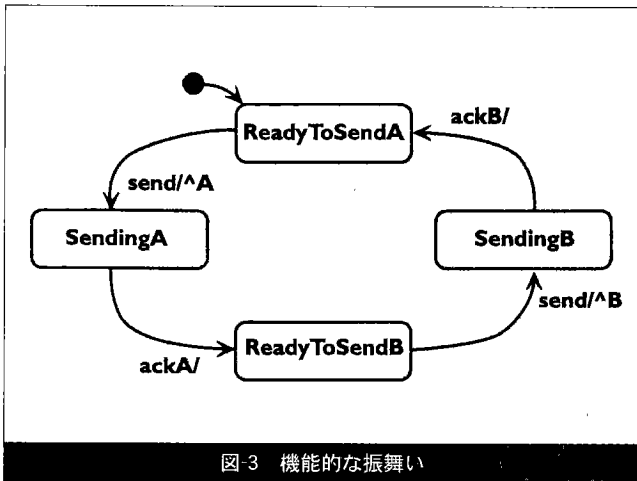 ReadyToSendA
ackB/
send/^A
SendingA
SendingB
send/^B
ReadyToSendB
ackA/
図-3 機能的な振舞い